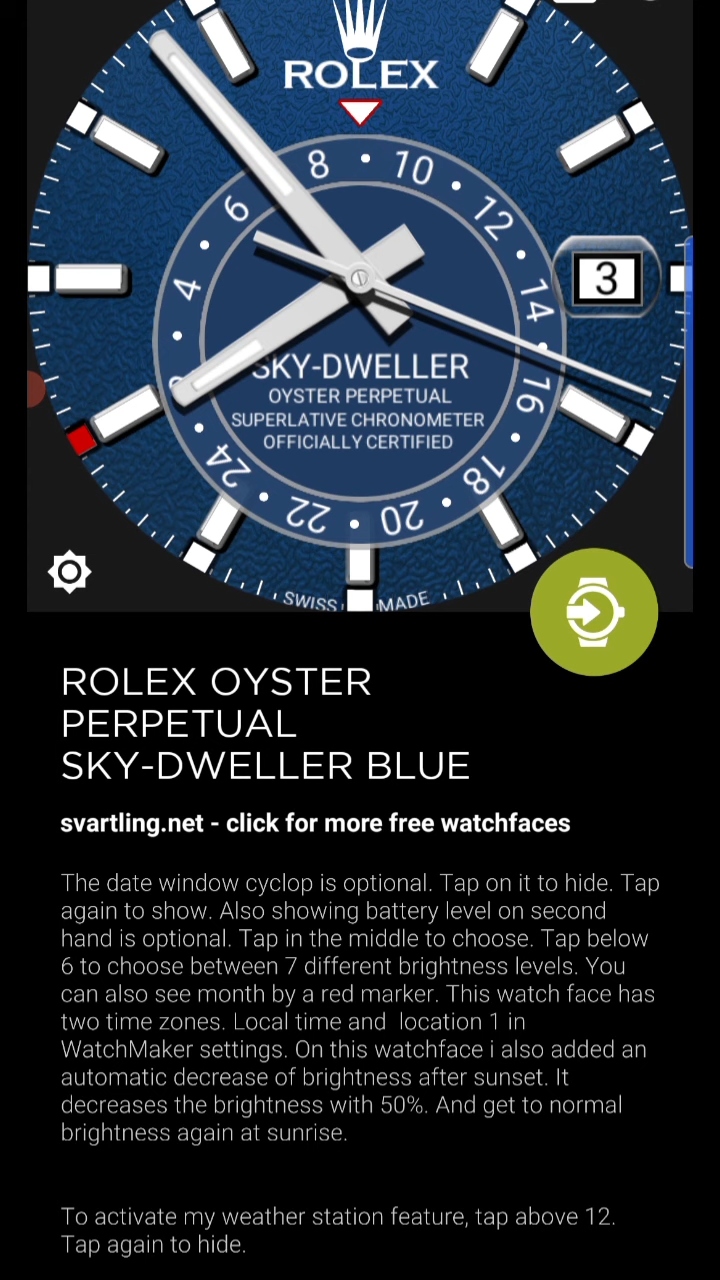 ROLEX
8 10
6 12
4 14
3
SKY-DWELLER
OYSTER PERPETUAL
SUPERLATIVE CHRONOMETER
OFFICIALLY CERTIFIED
16
24 18
22 20
SWISS MADE
ROLEX OYSTER
PERPETUAL
SKY-DWELLER BLUE
svartling.net - click for more free watchfaces
The date window cyclop is optional. Tap on it to hide. Tap
again to show. Also showing battery level on second
hand is optional. Tap in the middle to choose. Tap below
6 to choose between 7 different brightness levels. You
can also see month by a red marker. This watch face has
two time zones. Local time and  location 1 in
WatchMaker settings. On this watchface i also added an
automatic decrease of brightness after sunset. It
decreases the brightness with 50%. And get to normal
brightness again at sunrise.
To activate my weather station feature, tap above 12.
Tap again to hide.